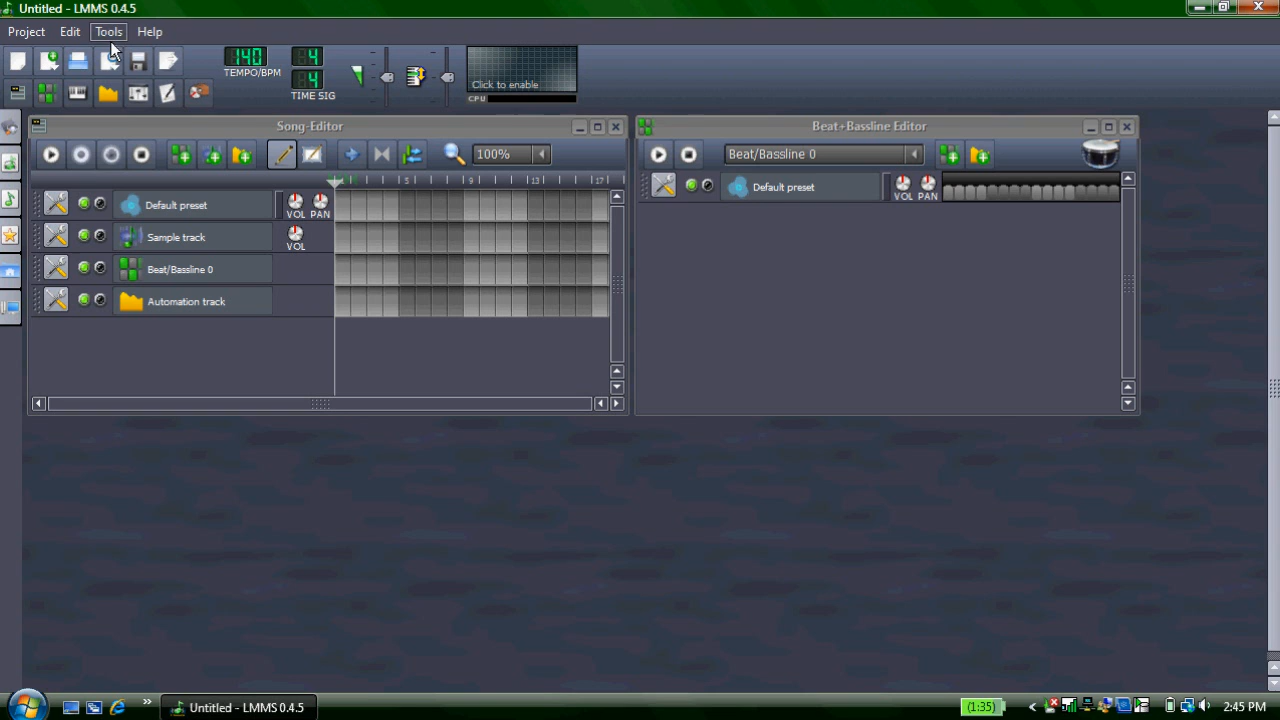 Untitled - LMMS 0.4.5
Project Edit Tools Help
140
TEMPO/BPM
4
4
TIME SIG
Click to enable
CPU
Song-Editor
100%
5 9 13 17
Default preset
VOL PAN
Sample track
VOL
Beat/Bassline 0
Automation track
Beat+Bassline Editor
Beat/Bassline 0
Default preset
VOL PAN
Untitled - LMMS 0.4.5
(1:35)
2:45 PM